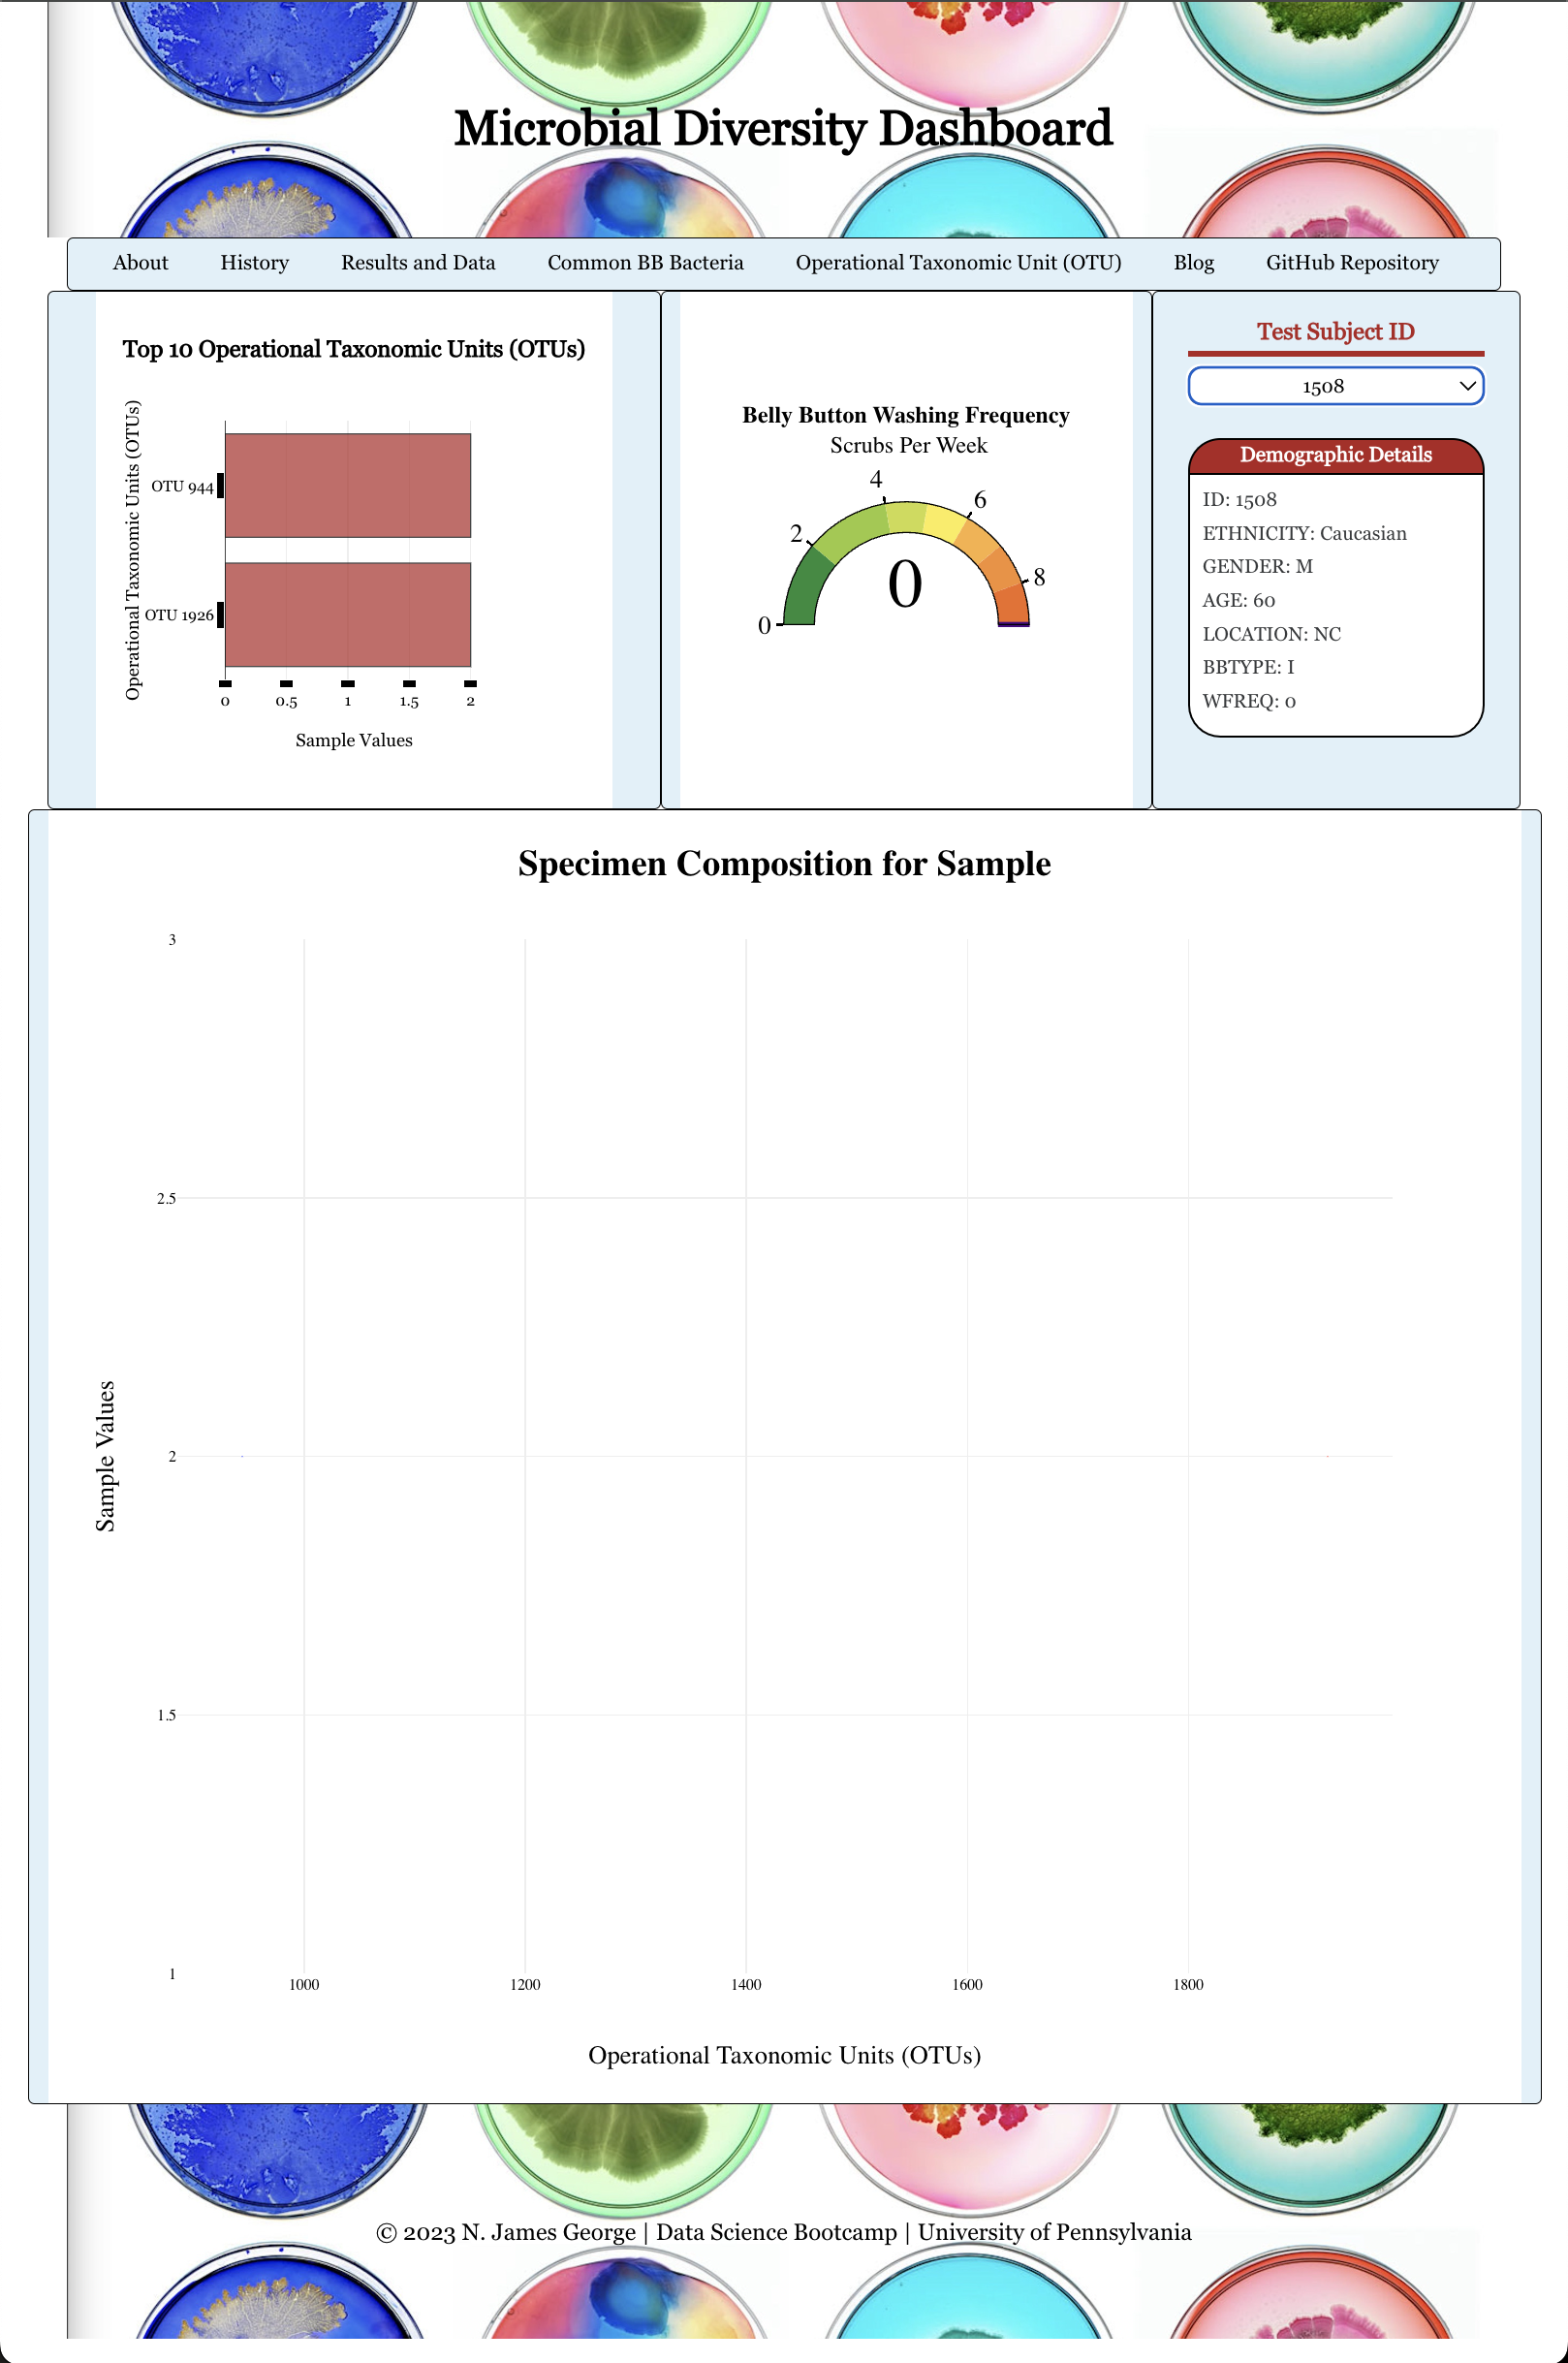 Microbial Diversity Dashboard
About History Results and Data Common BB Bacteria Operational Taxonomic Unit (OTU) Blog GitHub Repository
Top 10 Operational Taxonomic Units (OTUs)
Operational Taxonomic Units (OTUs)
OTU 944
OTU 1926
0 0.5 1 1.5 2
Sample Values
Belly Button Washing Frequency
Scrubs Per Week
0
2
4
6
8
0
Test Subject ID
1508
Demographic Details
ID: 1508
ETHNICITY: Caucasian
GENDER: M
AGE: 60
LOCATION: NC
BBTYPE: I
WFREQ: 0
Specimen Composition for Sample
Sample Values
3
2.5
2
1.5
1
1000 1200 1400 1600 1800
Operational Taxonomic Units (OTUs)
© 2023 N. James George | Data Science Bootcamp | University of Pennsylvania